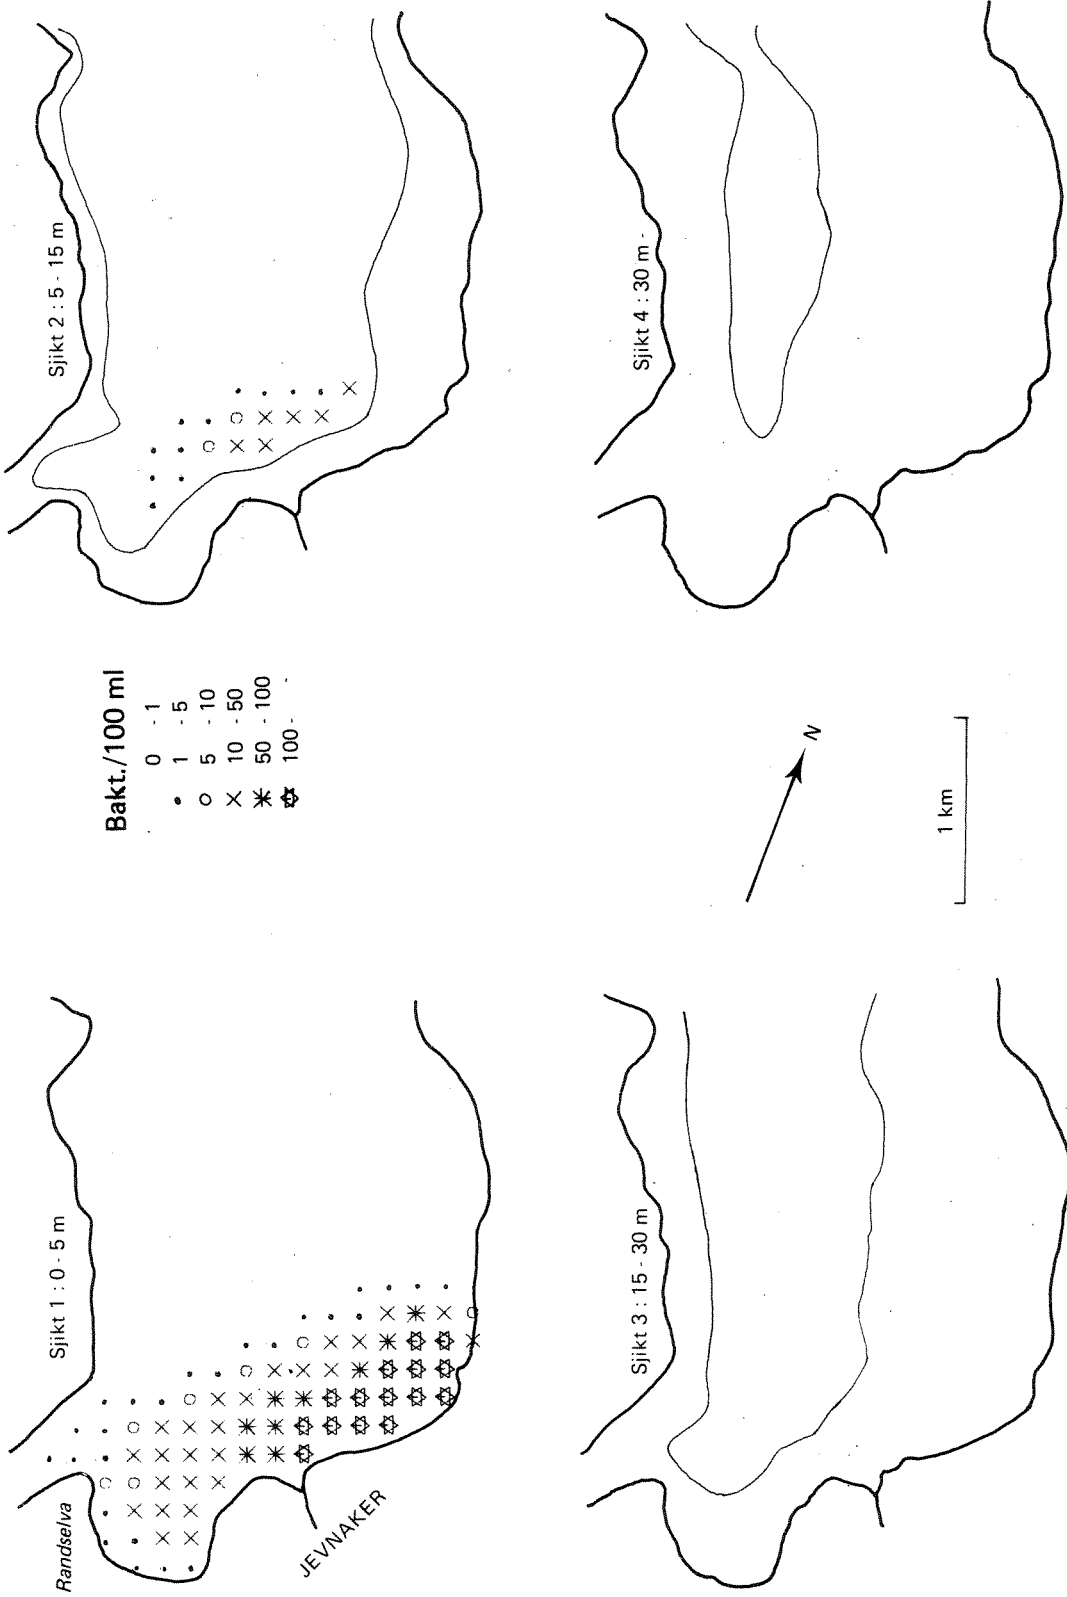 Sjikt 1 : 0 - 5 m
Randselva
JEVNAKER
Sjikt 2 : 5 - 15 m
Bakt./100 ml
0 - 1
1 - 5
5 - 10
10 - 50
50 - 100
100 -
Sjikt 3 : 15 - 30 m
Sjikt 4 : 30 m -
N
1 km